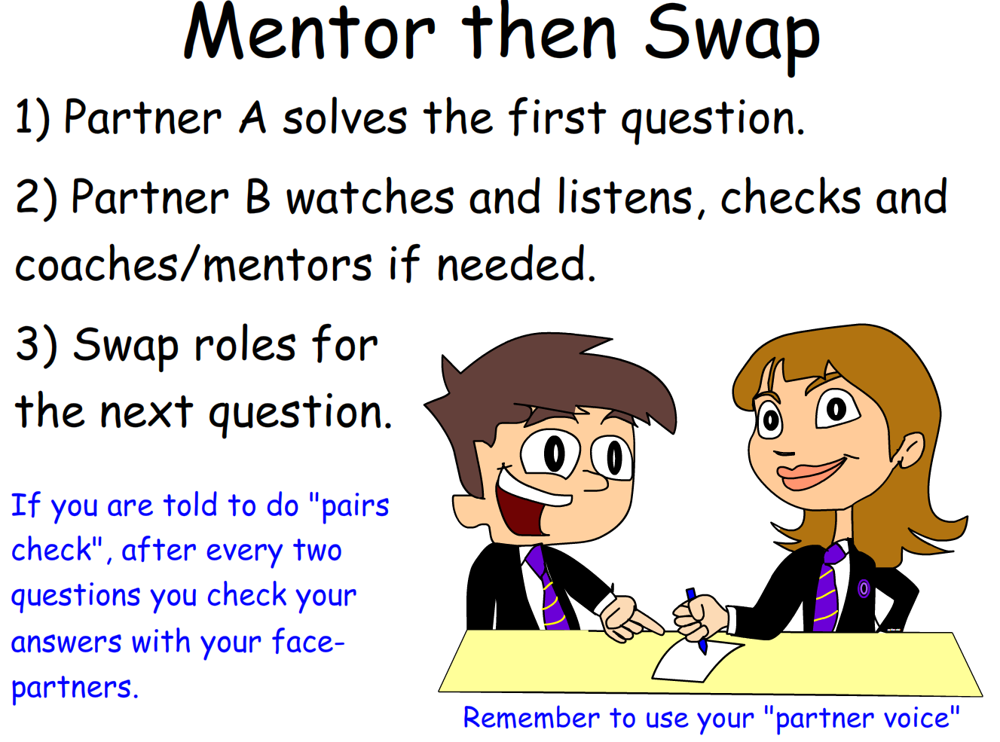 Mentor then Swap
1) Partner A solves the first question.
2) Partner B watches and listens, checks and
coaches/mentors if needed.
3) Swap roles for
the next question.
If you are told to do "pairs
check", after every two
questions you check your
answers with your face-
partners.
Remember to use your "partner voice"